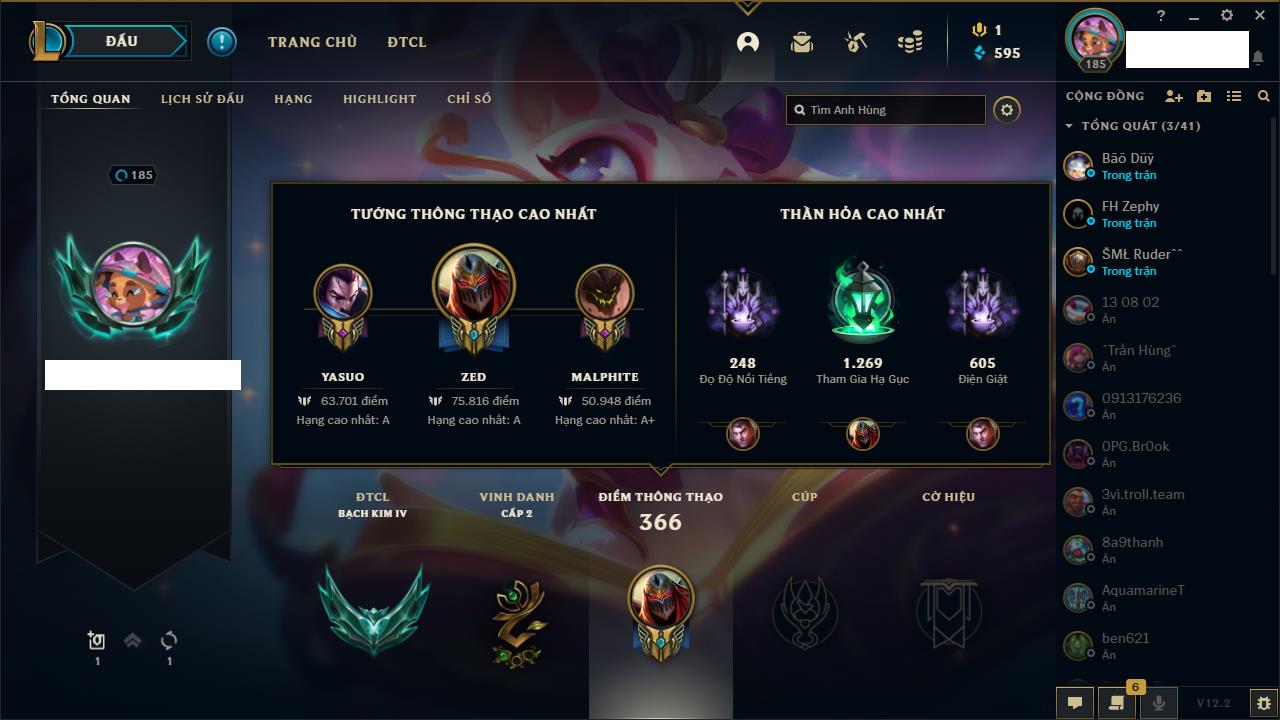 ĐẤU
TRANG CHỦ
ĐTCL
1
595
185
TỔNG QUAN
LỊCH SỬ ĐẤU
HẠNG
HIGHLIGHT
CHỈ SỐ
Tìm Anh Hùng
185
TƯỚNG THÔNG THẠO CAO NHẤT
YASUO
63.701 điểm
Hạng cao nhất: A
ZED
75.816 điểm
Hạng cao nhất: A
MALPHITE
50.948 điểm
Hạng cao nhất: A+
THẦN HỎA CAO NHẤT
248
Đọ Độ Nổi Tiếng
1.269
Tham Gia Hạ Gục
605
Điện Giật
ĐTCL
BẠCH KIM IV
VINH DANH
CẤP 2
ĐIỂM THÔNG THẠO
366
CÚP
CỜ HIỆU
1
1
CỘNG ĐỒNG
TỔNG QUÁT (3/41)
Bãõ Düÿ
Trong trận
FH Zephy
Trong trận
ŠMŁ Ruder^^
Trong trận
13 08 02
Ẩn
^Trần Hùng^
Ẩn
0913176236
Ẩn
0PG.Br0ok
Ẩn
3vì.troll.team
Ẩn
8a9thanh
Ẩn
AquamarineT
Ẩn
ben621
Ẩn
6
V12.2